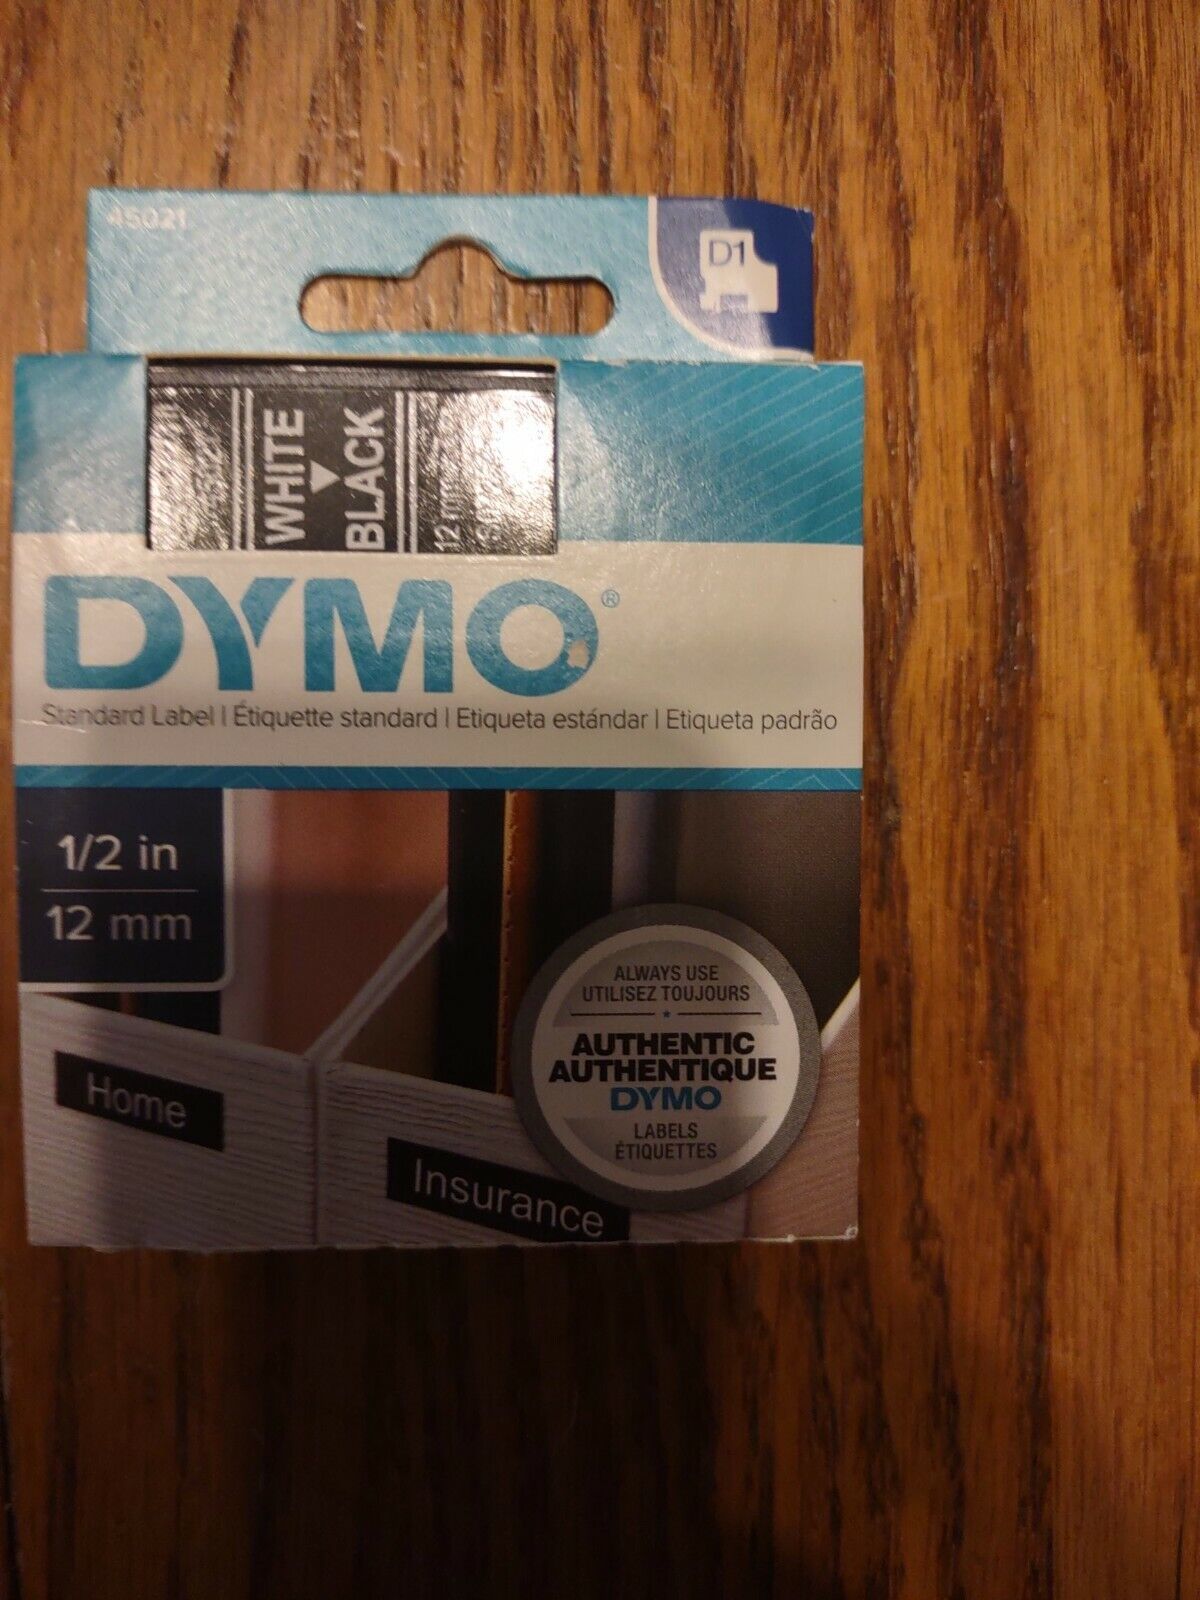 45021
D1
WHITE
BLACK
12 mm
DYMO®
Standard Label | Étiquette standard | Etiqueta estándar | Etiqueta padrão
1/2 in
12 mm
ALWAYS USE
UTILISEZ TOUJOURS
AUTHENTIC
AUTHENTIQUE
DYMO
LABELS
ÉTIQUETTES
Home
Insurance